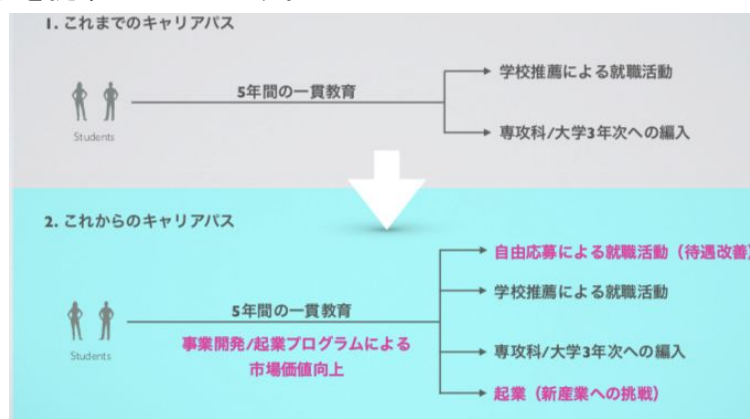 1. これまでのキャリアパス
学校推薦による就職活動
5年間の一貫教育
Students
専攻科/大学3年次への編入
2. これからのキャリアパス
自由応募による就職活動（待遇改善）
学校推薦による就職活動
5年間の一貫教育
事業開発/起業プログラムによる
市場価値向上
Students
専攻科/大学3年次への編入
起業（新産業への挑戦）